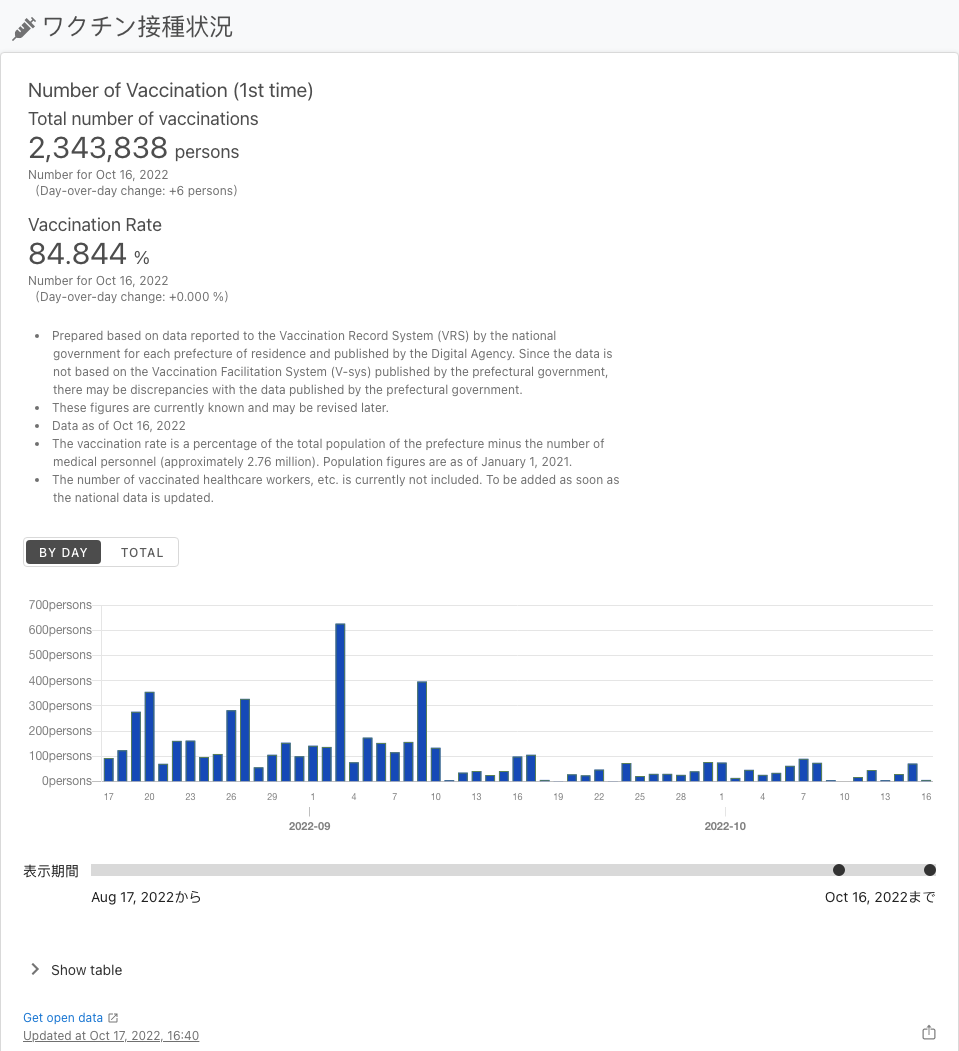 ワクチン接種状況
Number of Vaccination (1st time)
Total number of vaccinations
2,343,838 persons
Number for Oct 16, 2022
(Day-over-day change: +6 persons)
Vaccination Rate
84.844 %
Number for Oct 16, 2022
(Day-over-day change: +0.000 %)
• Prepared based on data reported to the Vaccination Record System (VRS) by the national
government for each prefecture of residence and published by the Digital Agency. Since the data is
not based on the Vaccination Facilitation System (V-sys) published by the prefectural government,
there may be discrepancies with the data published by the prefectural government.
• These figures are currently known and may be revised later.
• Data as of Oct 16, 2022
• The vaccination rate is a percentage of the total population of the prefecture minus the number of
medical personnel (approximately 2.76 million). Population figures are as of January 1, 2021.
• The number of vaccinated healthcare workers, etc. is currently not included. To be added as soon as
the national data is updated.
BY DAY TOTAL
700persons
600persons
500persons
400persons
300persons
200persons
100persons
0persons
17 20 23 26 29 1 4 7 10 13 16 19 22 25 28 1 4 7 10 13 16
2022-09 2022-10
表示期間
Aug 17, 2022から Oct 16, 2022まで
Show table
Get open data
Updated at Oct 17, 2022, 16:40